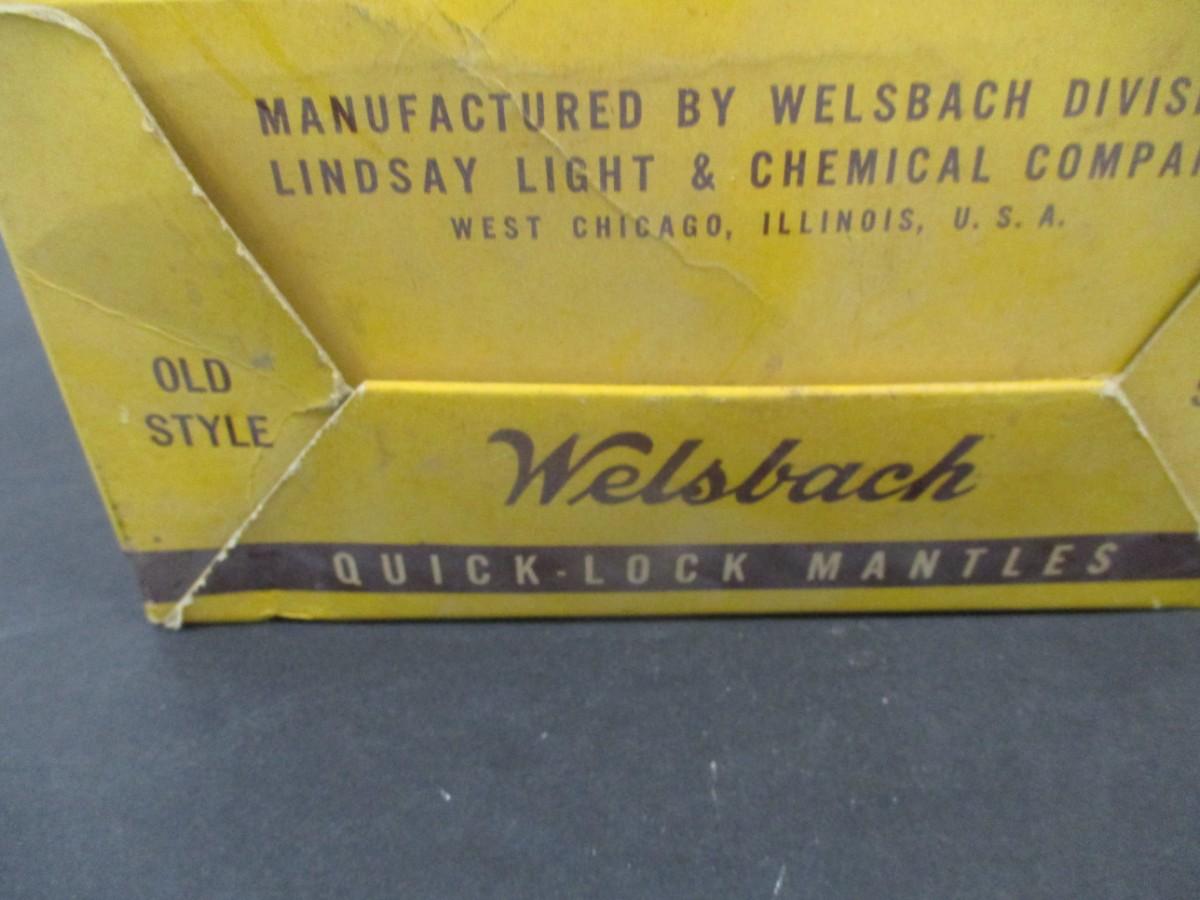 MANUFACTURED BY WELSBACH
LINDSAY LIGHT & CHEMICAL
WEST CHICAGO, ILLINOIS, U. S. A.
OLD
STYLE
Welsbach
QUICK-LOCK MANTLES